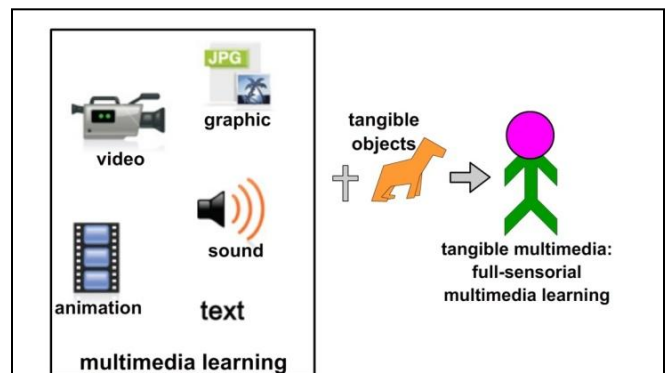 JPG
graphic
video
sound
animation
text
multimedia learning
tangible
objects
tangible multimedia:
full-sensorial
multimedia learning